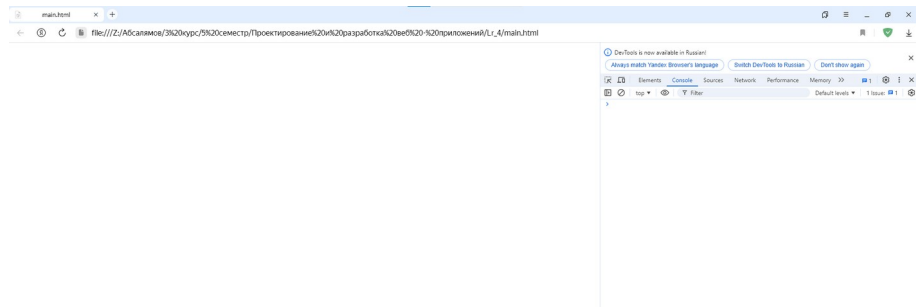 main.html
file:///Z:/Абсалямов/3%20курс/5%20семестр/Проектирование%20и%20разработка%20веб%20-%20приложений/Lr_4/main.html
DevTools is now available in Russian!
Always match Yandex Browser's language Switch DevTools to Russian Don't show again
Elements Console Sources Network Performance Memory 1
top Filter Default levels 1 Issue: 1